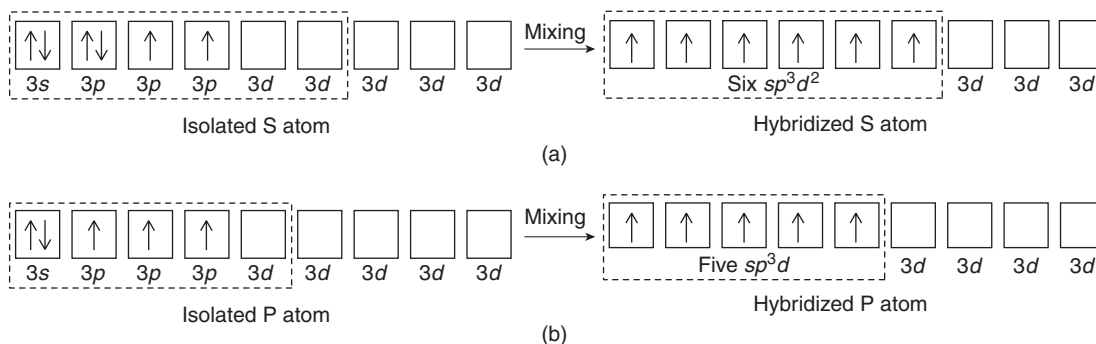 Mixing
3s 3p 3p 3p 3d 3d 3d 3d 3d
Six sp³d² 3d 3d 3d
Isolated S atom Hybridized S atom
(a)
Mixing
3s 3p 3p 3p 3d 3d 3d 3d 3d
Five sp³d 3d 3d 3d 3d
Isolated P atom Hybridized P atom
(b)